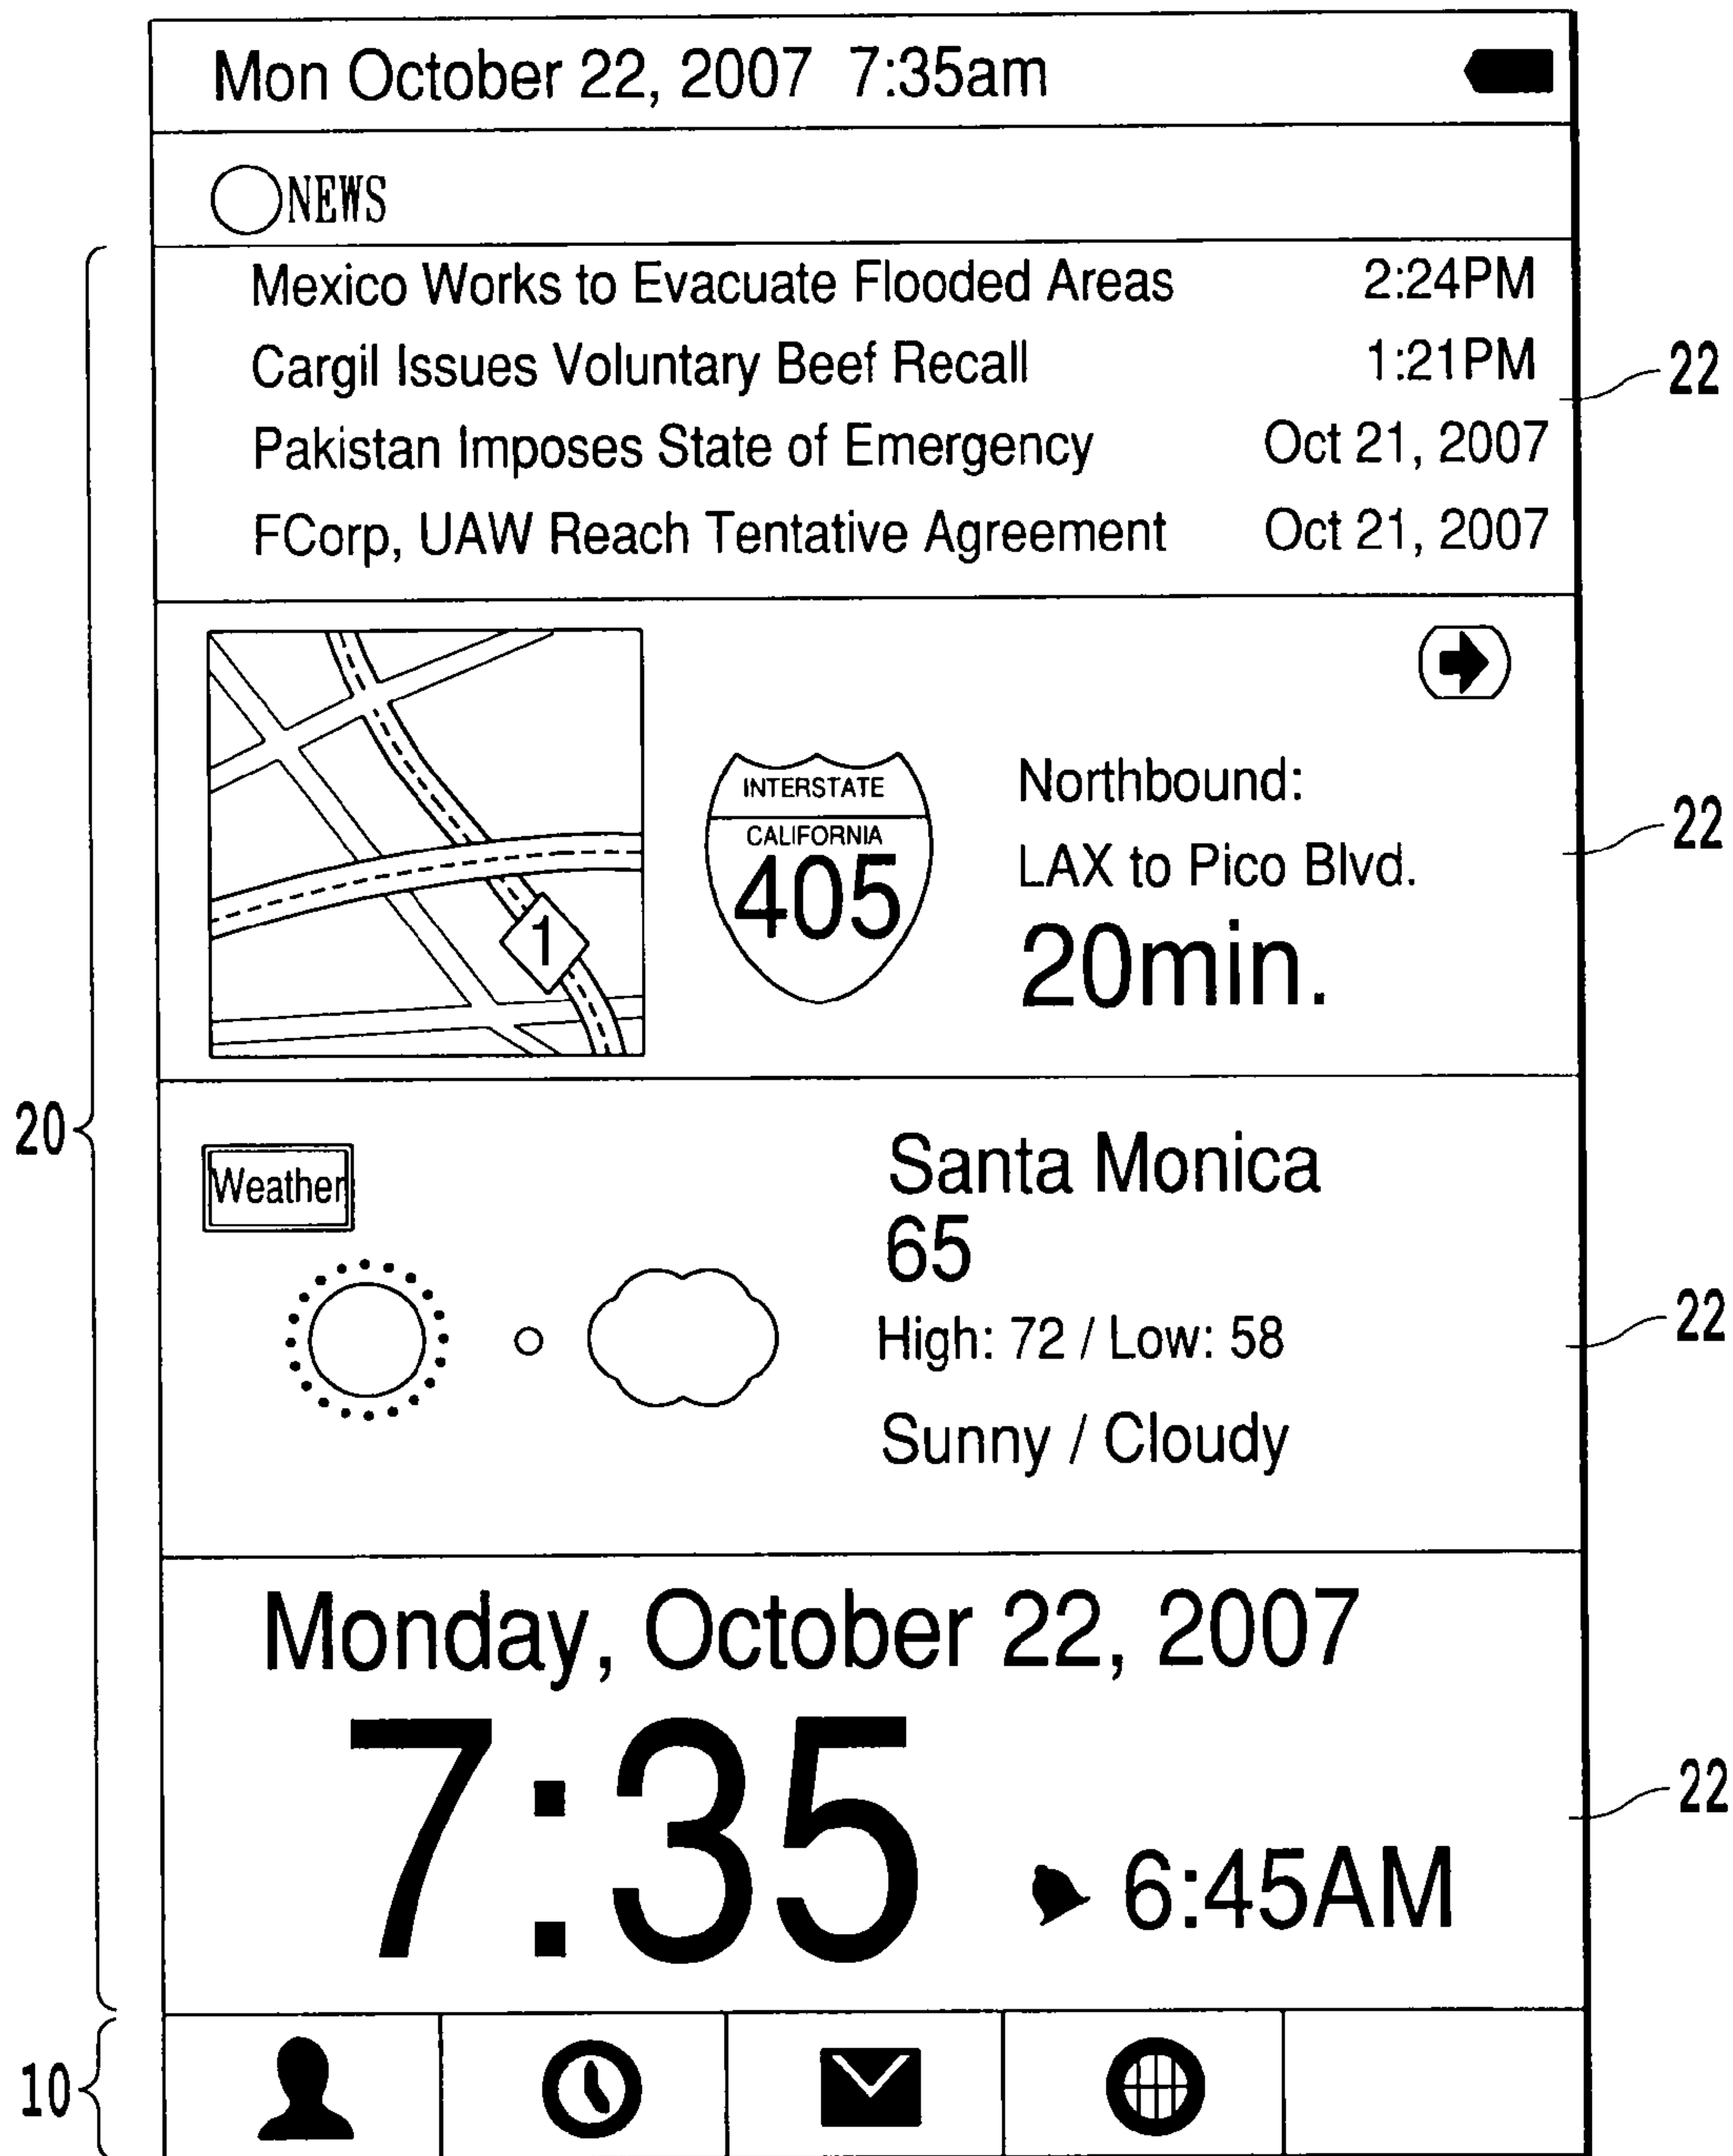 Mon October 22, 2007 7:35am
NEWS
Mexico Works to Evacuate Flooded Areas 2:24PM
Cargil Issues Voluntary Beef Recall 1:21PM
22
Pakistan Imposes State of Emergency Oct 21, 2007
FCorp, UAW Reach Tentative Agreement Oct 21, 2007
INTERSTATE
CALIFORNIA
405
1
Northbound:
LAX to Pico Blvd.
20min.
22
20
Weather
Santa Monica
65
High: 72 / Low: 58
Sunny / Cloudy
22
Monday, October 22, 2007
7:35
6:45AM
22
10